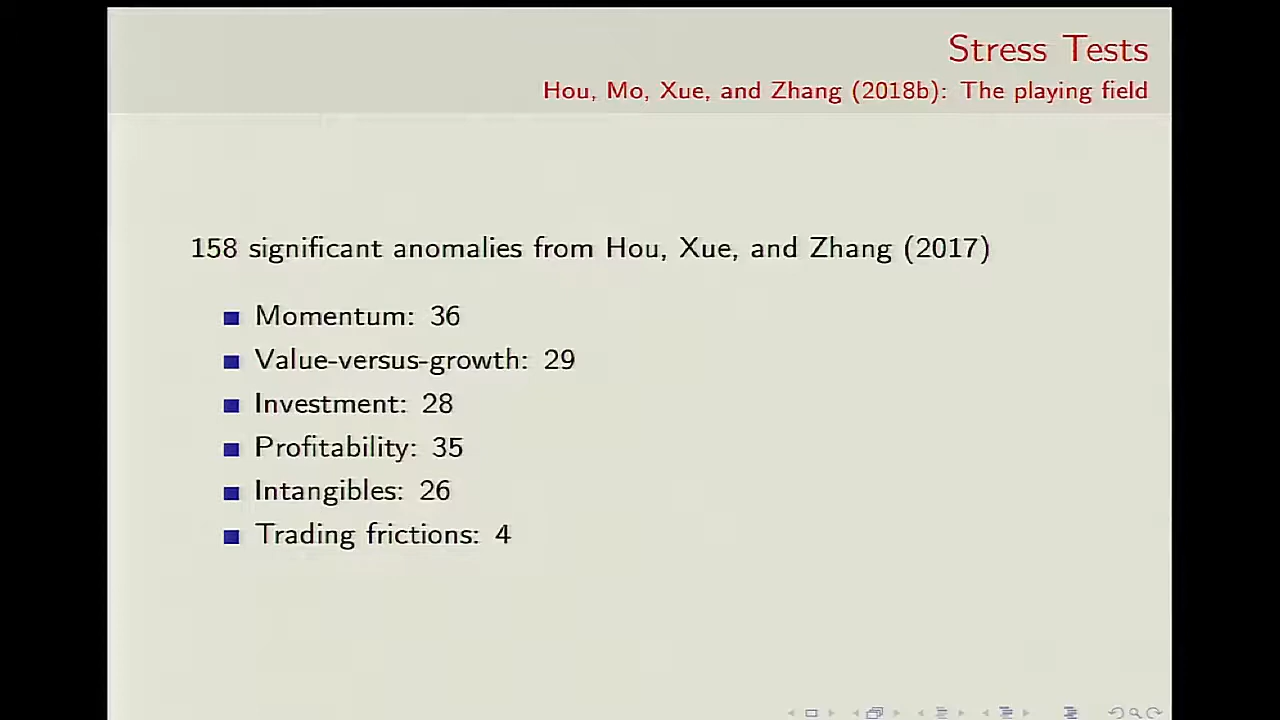 Stress Tests
Hou, Mo, Xue, and Zhang (2018b): The playing field
158 significant anomalies from Hou, Xue, and Zhang (2017)
Momentum: 36
Value-versus-growth: 29
Investment: 28
Profitability: 35
Intangibles: 26
Trading frictions: 4